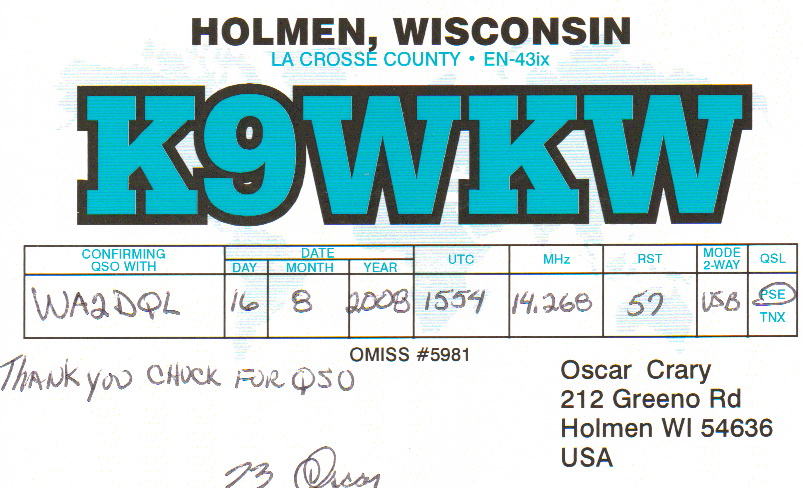 HOLMEN, WISCONSIN
LA CROSSE COUNTY • EN-43ix
K9WKW
CONFIRMING QSO WITH DATE DAY MONTH YEAR UTC MHz RST MODE 2-WAY QSL
WA2DQL 16 8 2008 1554 14.268 57 USB PSE TNX
OMISS #5981
THANK YOU CHUCK FOR QSO
73 Oscar
Oscar Crary
212 Greeno Rd
Holmen WI 54636
USA